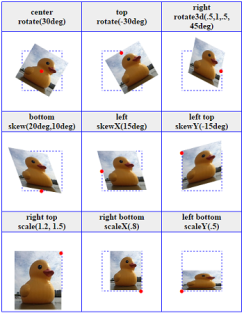 center
rotate(30deg)
top
rotate(-30deg)
right
rotate3d(.5,1,.5,
45deg)
bottom
skew(20deg,10deg)
left
skewX(15deg)
left top
skewY(-15deg)
right top
scale(1.2, 1.5)
right bottom
scaleX(.8)
left bottom
scaleY(.5)